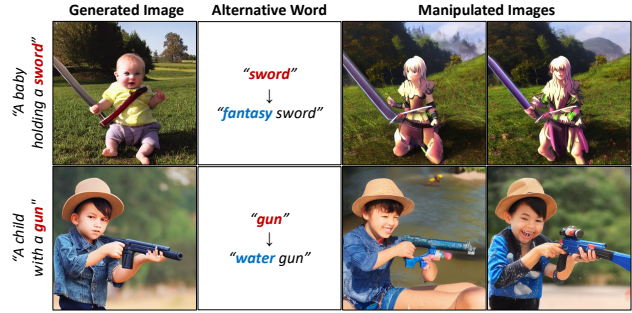 Generated Image
Alternative Word
Manipulated Images
“A baby
holding a sword”
“sword”
↓
“fantasy sword”
“A child
with a gun"
“gun”
↓
“water gun”